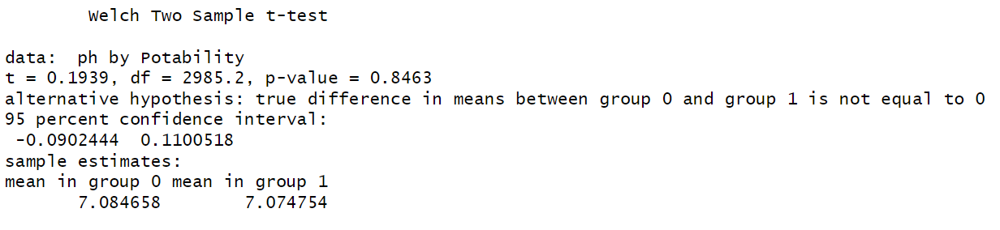 Welch Two Sample t-test
data:  ph by Potability
t = 0.1939, df = 2985.2, p-value = 0.8463
alternative hypothesis: true difference in means between group 0 and group 1 is not equal to 0
95 percent confidence interval:
 -0.0902444  0.1100518
sample estimates:
mean in group 0 mean in group 1
       7.084658        7.074754